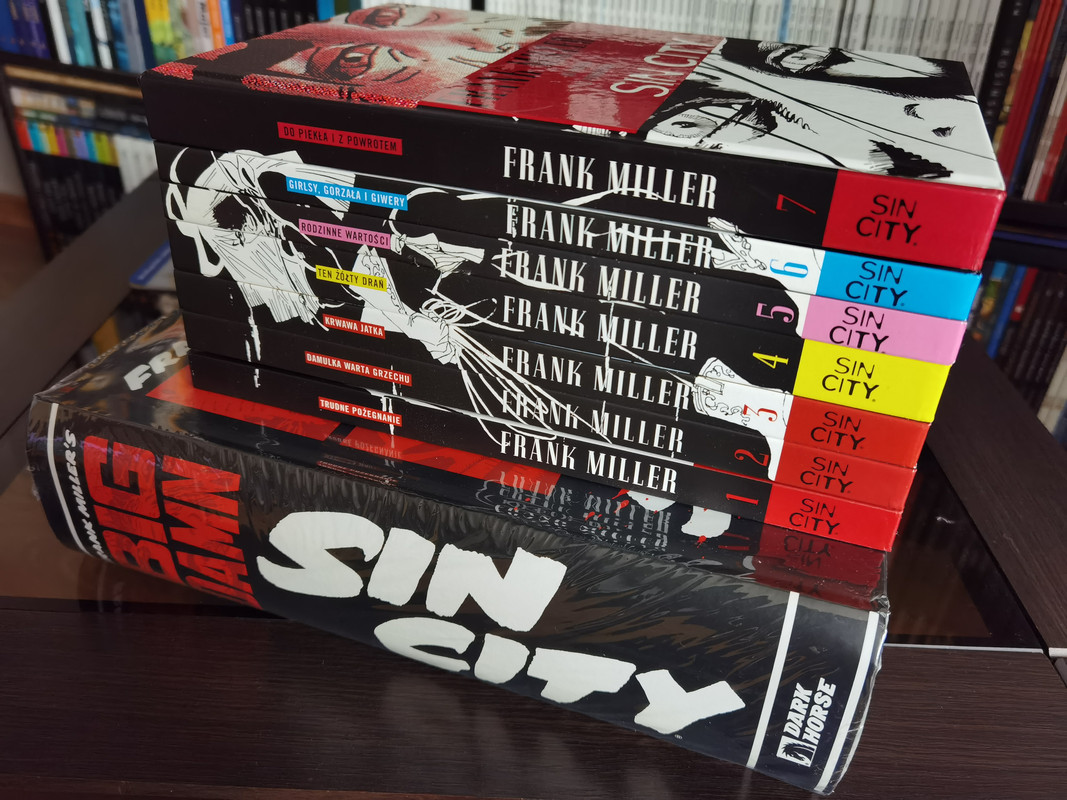 SIN CITY
DO PIEKŁA I Z POWROTEM
FRANK MILLER
7
SIN
CITY
GIRLSY, GORZAŁA I GIWERY
FRANK MILLER
6
SIN
CITY
RODZINNE WARTOŚCI
FRANK MILLER
5
SIN
CITY
TEN ŻÓŁTY DRAŃ
FRANK MILLER
4
SIN
CITY
KRWAWA JATKA
FRANK MILLER
3
SIN
CITY
DAMULKA WARTA GRZECHU
FRANK MILLER
2
SIN
CITY
TRUDNE POŻEGNANIE
FRANK MILLER
1
SIN
CITY
FRANK MILLER'S
BIG
DAMN
SIN
CITY
DARK
HORSE